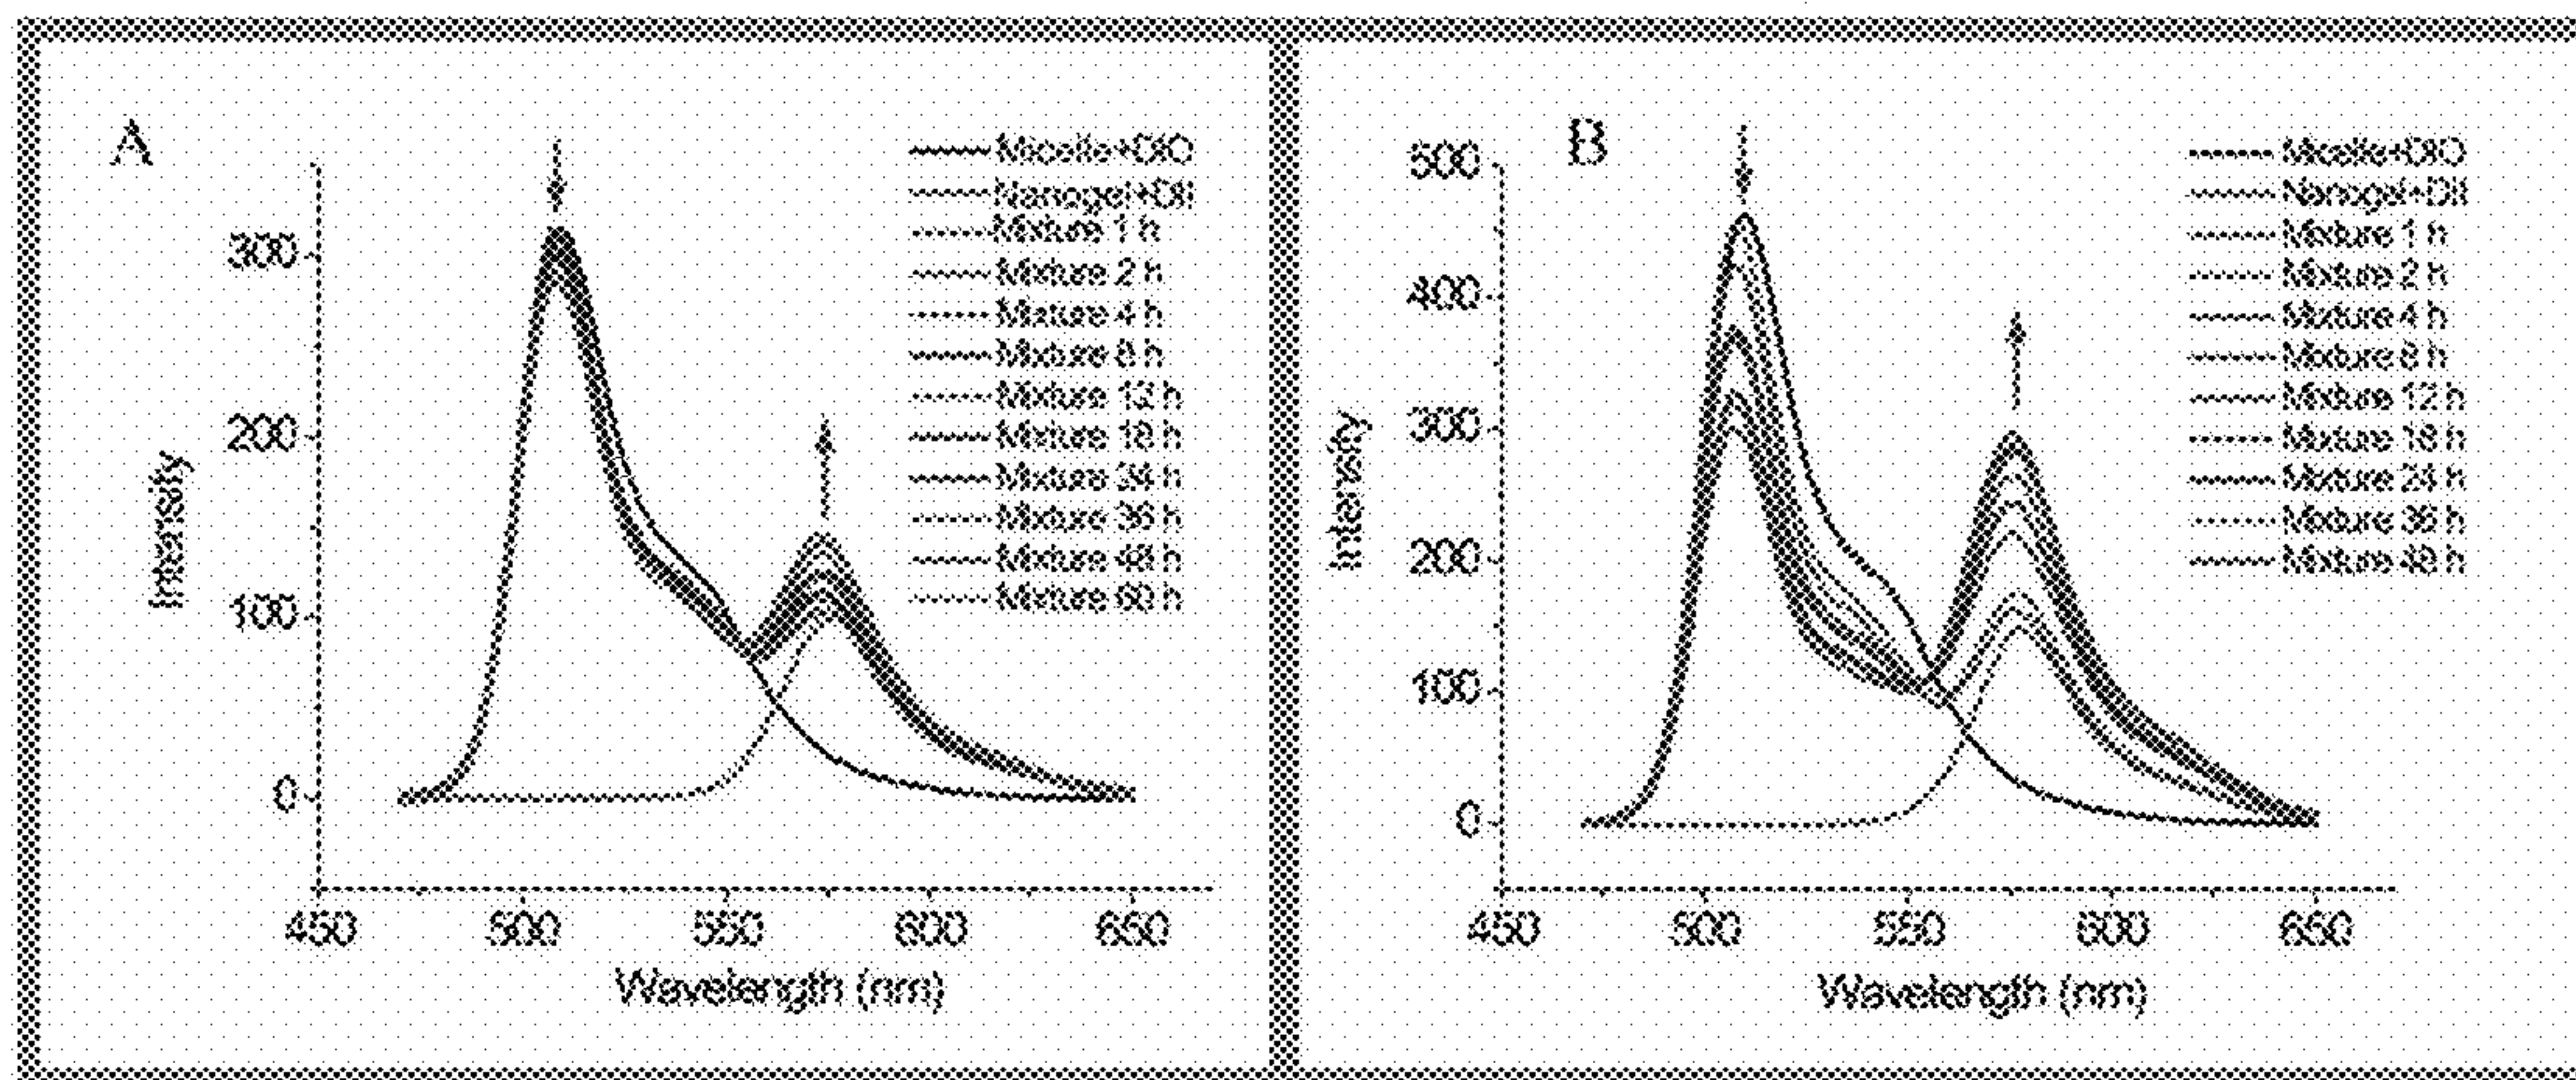 A
Micelle+DIO
Nanogel+DII
Mixture 1 h
Mixture 2 h
Mixture 4 h
Mixture 8 h
Mixture 12 h
Mixture 18 h
Mixture 24 h
Mixture 36 h
Mixture 48 h
Mixture 60 h
300
200
100
0
Intensity
450 500 550 600 650
Wavelength (nm)
B
Micelle+DIO
Nanogel+DII
Mixture 1 h
Mixture 2 h
Mixture 4 h
Mixture 8 h
Mixture 12 h
Mixture 18 h
Mixture 24 h
Mixture 36 h
Mixture 48 h
500
400
300
200
100
0
Intensity
450 500 550 600 650
Wavelength (nm)